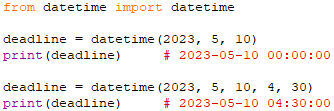 from datetime import datetime
deadline = datetime(2023, 5, 10)
print(deadline)     # 2023-05-10 00:00:00
deadline = datetime(2023, 5, 10, 4, 30)
print(deadline)     # 2023-05-10 04:30:00